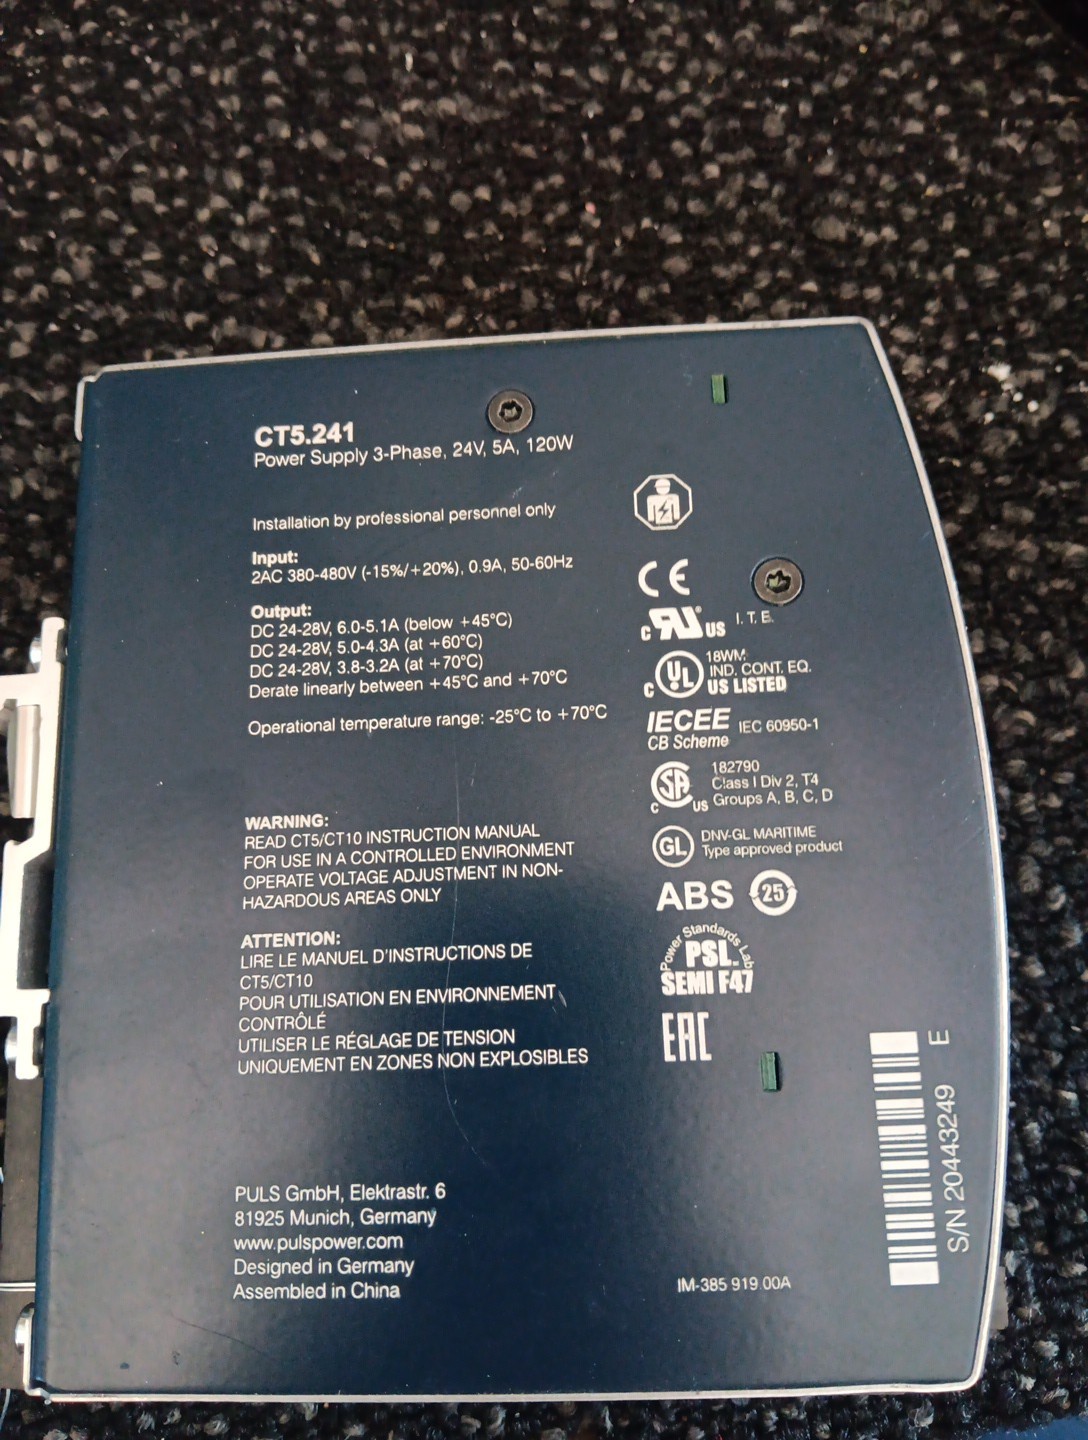 CT5.241
Power Supply 3-Phase, 24V, 5A, 120W
Installation by professional personnel only
Input:
2AC 380-480V (-15%/+20%), 0.9A, 50-60Hz
Output:
DC 24-28V, 6.0-5.1A (below +45°C)
DC 24-28V, 5.0-4.3A (at +60°C)
DC 24-28V, 3.8-3.2A (at +70°C)
Derate linearly between +45°C and +70°C
Operational temperature range: -25°C to +70°C
WARNING:
READ CT5/CT10 INSTRUCTION MANUAL
FOR USE IN A CONTROLLED ENVIRONMENT
OPERATE VOLTAGE ADJUSTMENT IN NON-
HAZARDOUS AREAS ONLY
ATTENTION:
LIRE LE MANUEL D'INSTRUCTIONS DE
CT5/CT10
POUR UTILISATION EN ENVIRONNEMENT
CONTRÔLÉ
UTILISER LE RÉGLAGE DE TENSION
UNIQUEMENT EN ZONES NON EXPLOSIBLES
PULS GmbH, Elektrastr. 6
81925 Munich, Germany
www.pulspower.com
Designed in Germany
Assembled in China
CE
c RU US I.T.E.
c UL 18WM
IND. CONT. EQ.
US LISTED
IECEE IEC 60950-1
CB Scheme
c SA US 182790
Class I Div 2, T4
Groups A, B, C, D
GL DNV-GL MARITIME
Type approved product
ABS 25
Power Standards Lab
PSL
SEMI F47
EAC
IM-385 919.00A
S/N 20443249 E